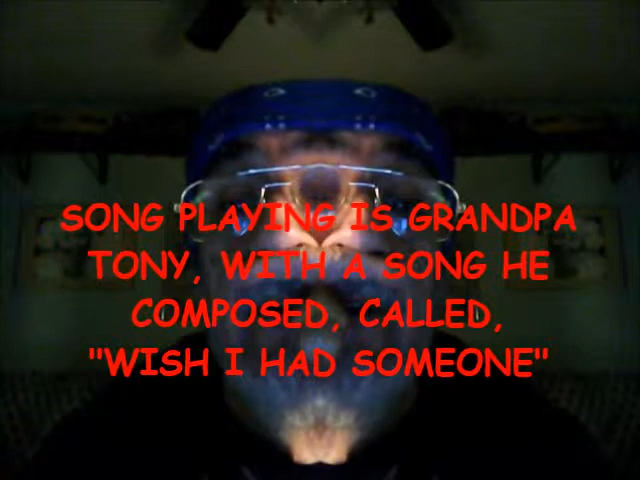 SONG PLAYING IS GRANDPA
TONY, WITH A SONG HE
COMPOSED, CALLED,
"WISH I HAD SOMEONE"